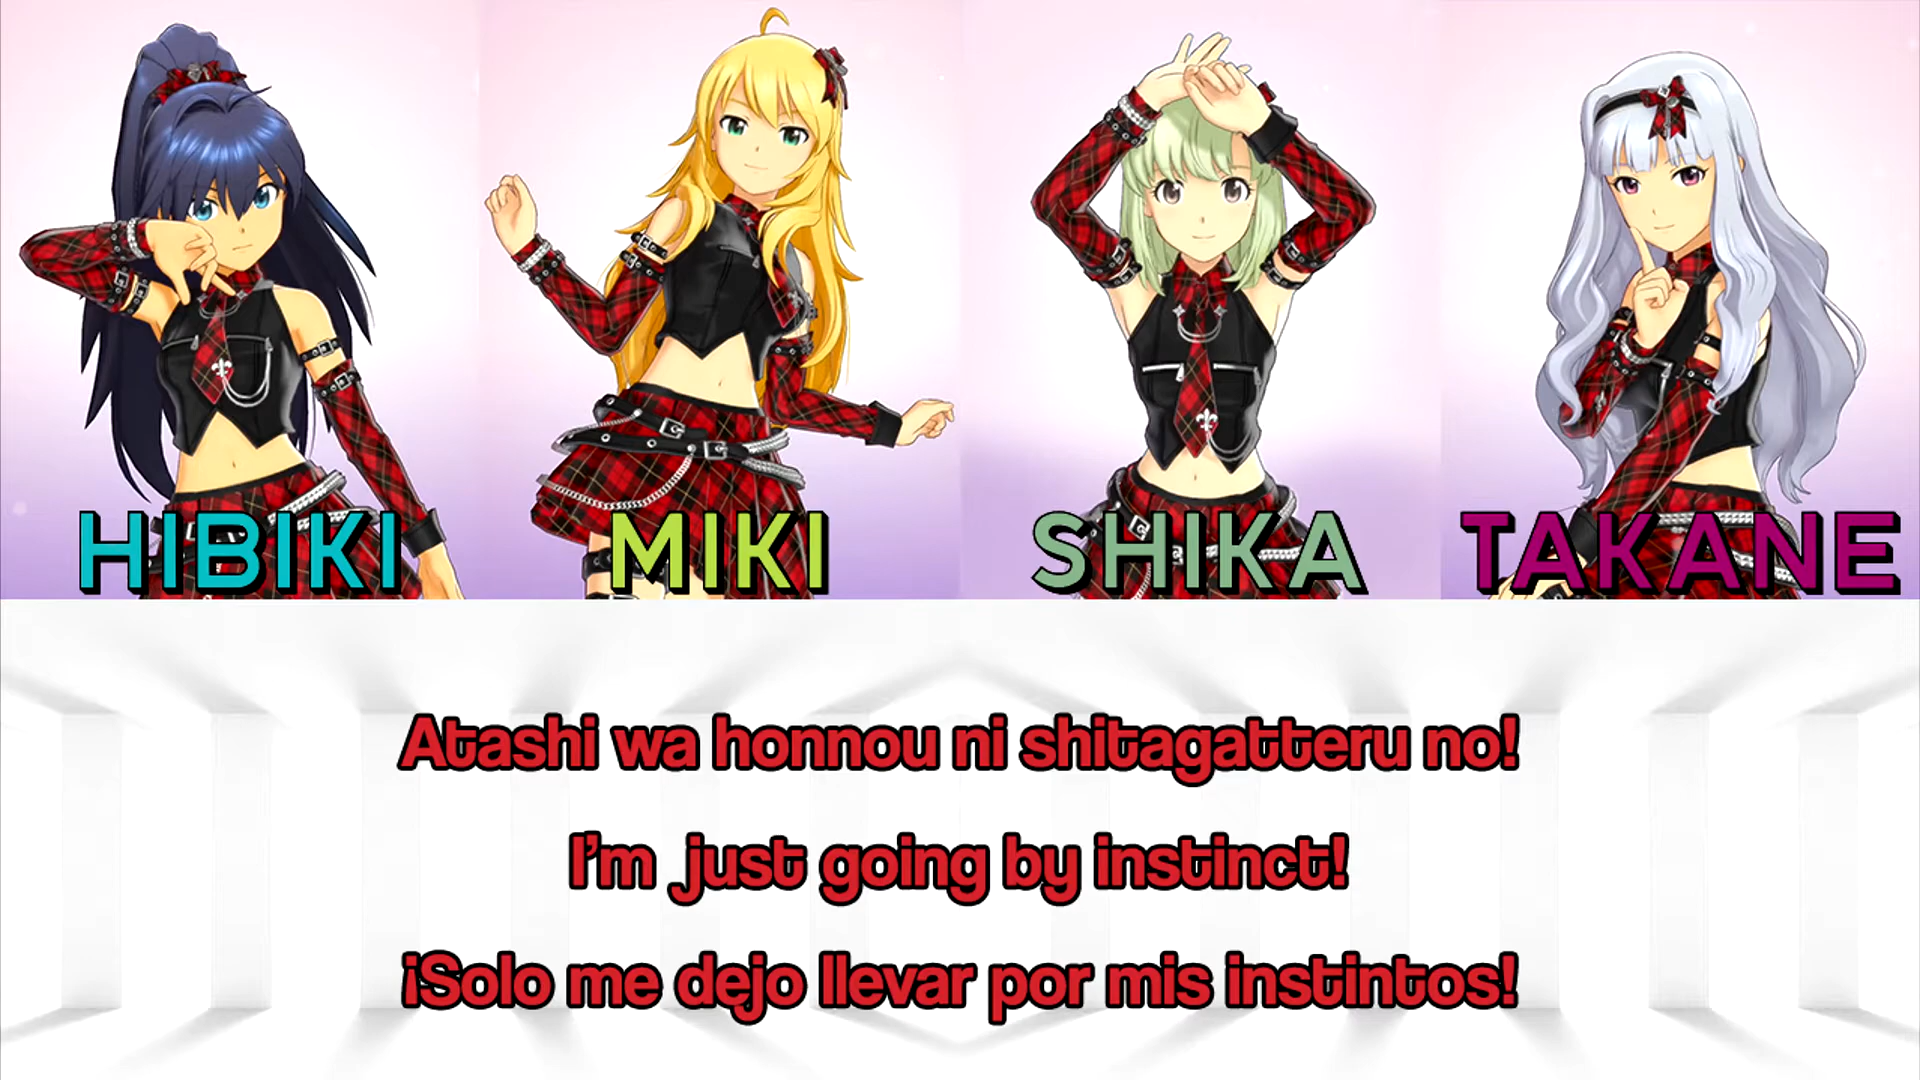 HIBIKI
MIKI
SHIKA
TAKANE
Atashi wa honnou ni shitagatteru no!
I'm just going by instinct!
¡Solo me dejo llevar por mis instintos!